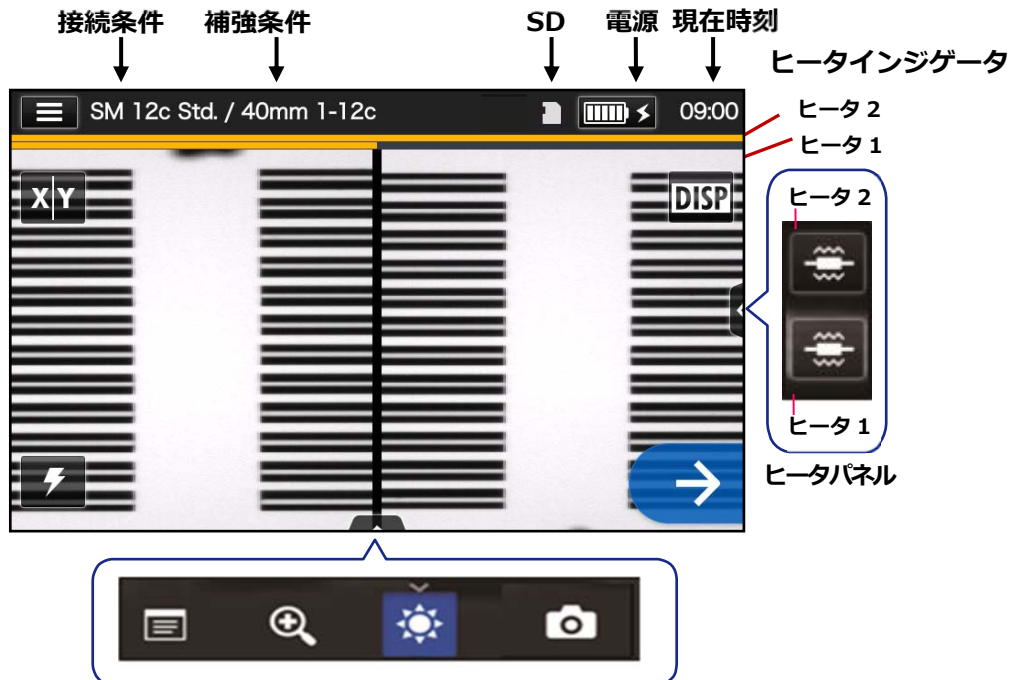 接続条件 補強条件 SD 電源 現在時刻
ヒータインジゲータ
SM 12c Std. / 40mm 1-12c 09:00
ヒータ 2
ヒータ 1
X Y DISP
ヒータ 2
ヒータ 1
ヒータパネル